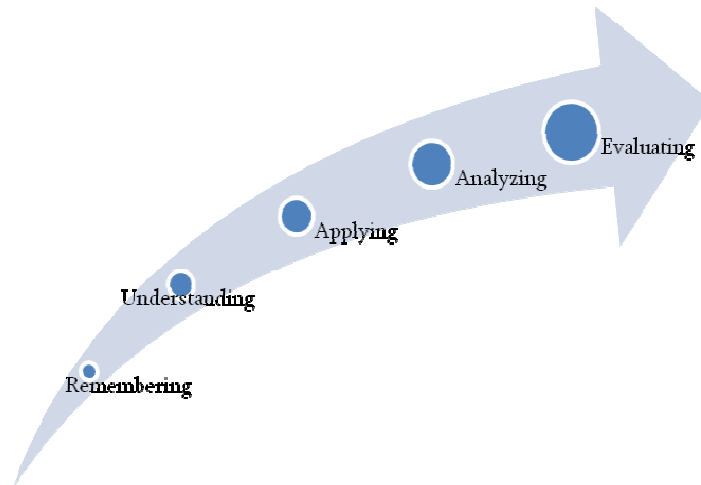 Evaluating
Analyzing
Applying
Understanding
Remembering